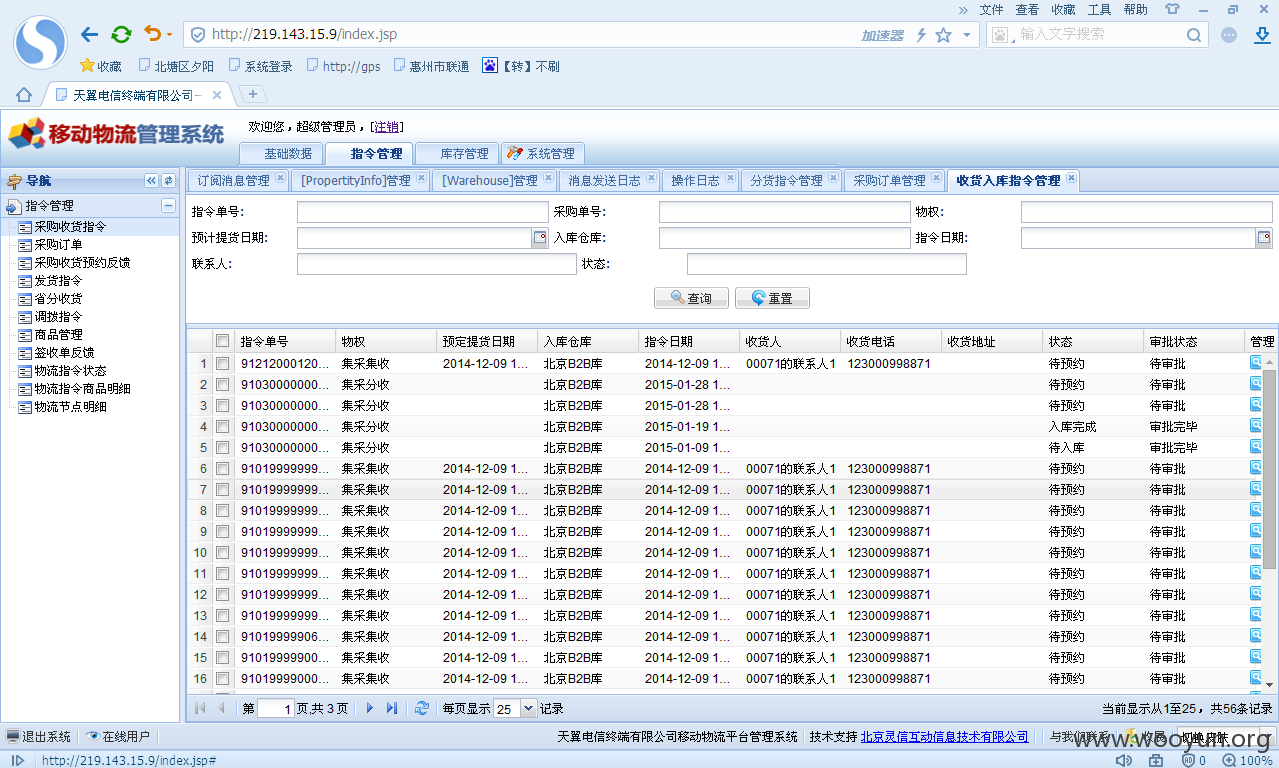 » 文件 查看 收藏 工具 帮助
http://219.143.15.9/index.jsp 加速器 输入文字搜索
收藏 北塘区夕阳 系统登录 http://gps 惠州市联通 【转】不刷
天翼电信终端有限公司－
移动物流管理系统 欢迎您，超级管理员，[注销]
基础数据 指令管理 库存管理 系统管理
导航 订阅消息管理 [PropertityInfo]管理 [Warehouse]管理 消息发送日志 操作日志 分货指令管理 采购订单管理 收货入库指令管理
指令管理
采购收货指令
采购订单
采购收货预约反馈
发货指令
省分收货
调拨指令
商品管理
签收单反馈
物流指令状态
物流指令商品明细
物流节点明细
指令单号: 采购单号: 物权:
预计提货日期: 入库仓库: 指令日期:
联系人: 状态:
查询 重置
指令单号 物权 预定提货日期 入库仓库 指令日期 收货人 收货电话 收货地址 状态 审批状态 管理
1 91212000120... 集采集收 2014-12-09 1... 北京B2B库 2014-12-09 1... 00071的联系人1 123000998871 待预约 待审批
2 91030000000... 集采分收 北京B2B库 2015-01-28 1... 待预约 待审批
3 91030000000... 集采分收 北京B2B库 2015-01-28 1... 待预约 待审批
4 91030000000... 集采分收 北京B2B库 2015-01-19 1... 入库完成 审批完毕
5 91030000000... 集采分收 北京B2B库 2015-01-09 1... 待入库 审批完毕
6 91019999999... 集采集收 2014-12-09 1... 北京B2B库 2014-12-09 1... 00071的联系人1 123000998871 待预约 待审批
7 91019999999... 集采集收 2014-12-09 1... 北京B2B库 2014-12-09 1... 00071的联系人1 123000998871 待预约 待审批
8 91019999999... 集采集收 2014-12-09 1... 北京B2B库 2014-12-09 1... 00071的联系人1 123000998871 待预约 待审批
9 91019999999... 集采集收 2014-12-09 1... 北京B2B库 2014-12-09 1... 00071的联系人1 123000998871 待预约 待审批
10 91019999999... 集采集收 2014-12-09 1... 北京B2B库 2014-12-09 1... 00071的联系人1 123000998871 待预约 待审批
11 91019999999... 集采集收 2014-12-09 1... 北京B2B库 2014-12-09 1... 00071的联系人1 123000998871 待预约 待审批
12 91019999999... 集采集收 2014-12-09 1... 北京B2B库 2014-12-09 1... 00071的联系人1 123000998871 待预约 待审批
13 91019999999... 集采集收 2014-12-09 1... 北京B2B库 2014-12-09 1... 00071的联系人1 123000998871 待预约 待审批
14 91019999906... 集采集收 2014-12-09 1... 北京B2B库 2014-12-09 1... 00071的联系人1 123000998871 待预约 待审批
15 91019999900... 集采集收 2014-12-09 1... 北京B2B库 2014-12-09 1... 00071的联系人1 123000998871 待预约 待审批
16 91019999000... 集采集收 2014-12-09 1... 北京B2B库 2014-12-09 1... 00071的联系人1 123000998871 待预约 待审批
第 1 页,共 3 页 每页显示 25 记录 当前显示从1至25，共56条记录
退出系统 在线用户 天翼电信终端有限公司移动物流平台管理系统 技术支持 北京灵信互动信息技术有限公司 与我们联系
www.wooyun.org
http://219.143.15.9/index.jsp# 0 100%